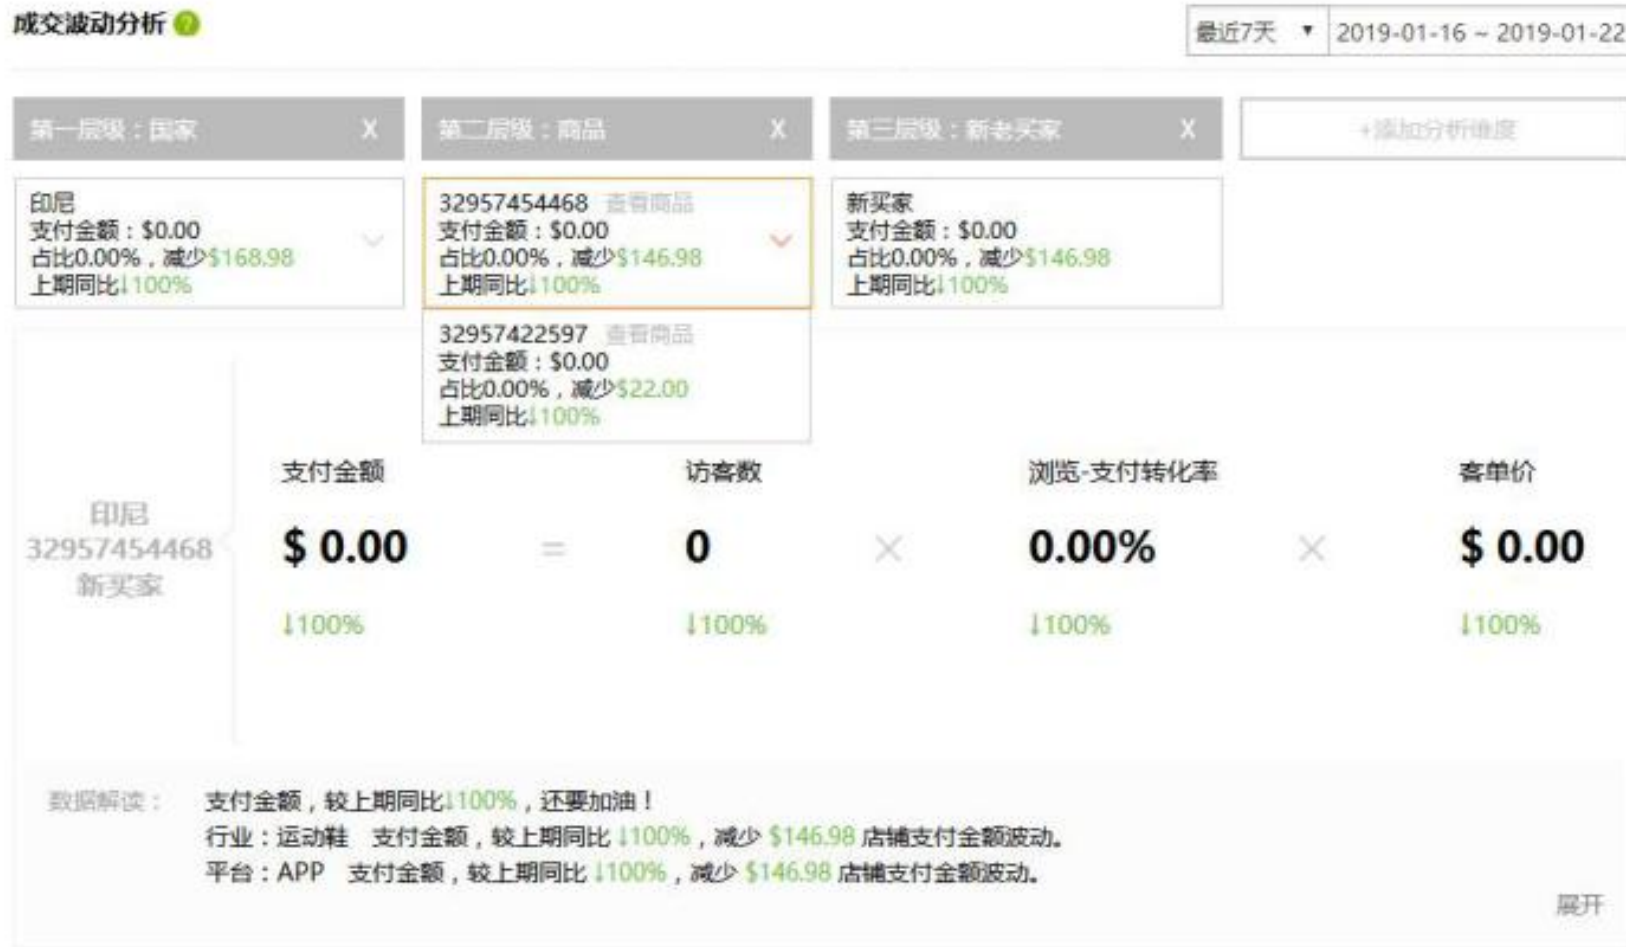 成交波动分析 ?
最近7天 ▼ 2019-01-16 ~ 2019-01-22
第一层级：国家 X
第二层级：商品 X
第三层级：新老买家 X
+添加分析维度
印尼
支付金额：$0.00
占比0.00%，减少$168.98
上期同比↓100%
32957454468 查看商品
支付金额：$0.00
占比0.00%，减少$146.98
上期同比↓100%
32957422597 查看商品
支付金额：$0.00
占比0.00%，减少$22.00
上期同比↓100%
新买家
支付金额：$0.00
占比0.00%，减少$146.98
上期同比↓100%
印尼
32957454468
新买家
支付金额 访客数 浏览-支付转化率 客单价
$ 0.00 = 0 × 0.00% × $ 0.00
↓100% ↓100% ↓100% ↓100%
数据解读： 支付金额，较上期同比↓100%，还要加油！
行业：运动鞋 支付金额，较上期同比 ↓100%，减少 $146.98 店铺支付金额波动。
平台：APP 支付金额，较上期同比 ↓100%，减少 $146.98 店铺支付金额波动。
展开